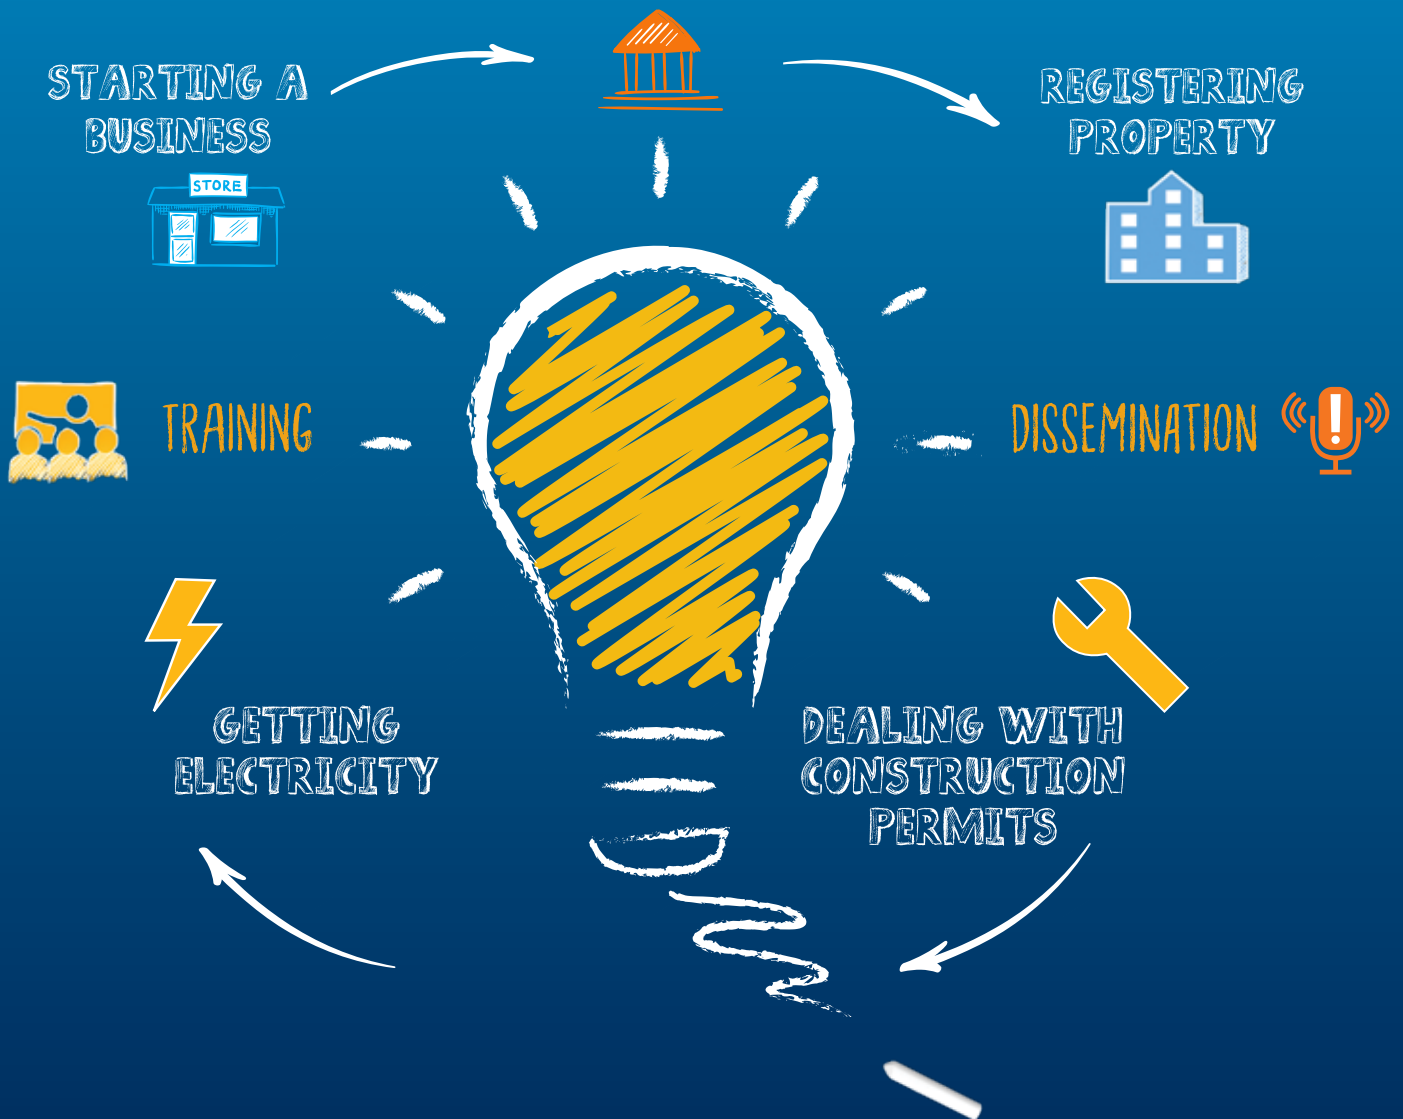 STARTING A
BUSINESS
STORE
REGISTERING
PROPERTY
TRAINING
DISSEMINATION
GETTING
ELECTRICITY
DEALING WITH
CONSTRUCTION
PERMITS